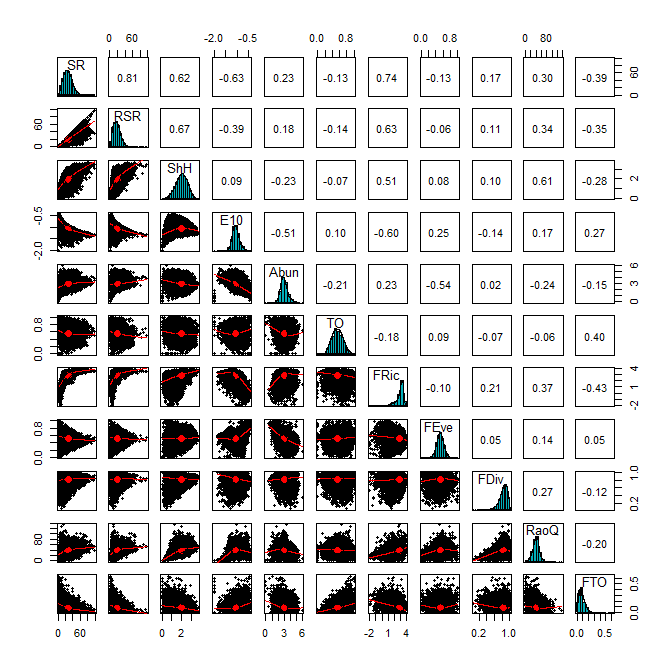 0 60 -2.0 -0.5 0.0 0.8 0.0 0.8 0 80
SR 0.81 0.62 -0.63 0.23 -0.13 0.74 -0.13 0.17 0.30 -0.39 0 60
0 60 RSR 0.67 -0.39 0.18 -0.14 0.63 -0.06 0.11 0.34 -0.35
ShH 0.09 -0.23 -0.07 0.51 0.08 0.10 0.61 -0.28 0 2
-2.0 -0.5 E10 -0.51 0.10 -0.60 0.25 -0.14 0.17 0.27
Abun -0.21 0.23 -0.54 0.02 -0.24 -0.15 0 3 6
0.0 0.8 TO -0.18 0.09 -0.07 -0.06 0.40
FRic -0.10 0.21 0.37 -0.43 -2 4
0.0 0.8 FEve 0.05 0.14 0.05
FDiv 0.27 -0.12 0.2 1.0
0 80 RaoQ -0.20
FTO 0.0 0.5
0 60 0 2 0 3 6 -2 4 0.2 1.0 0.0 0.6